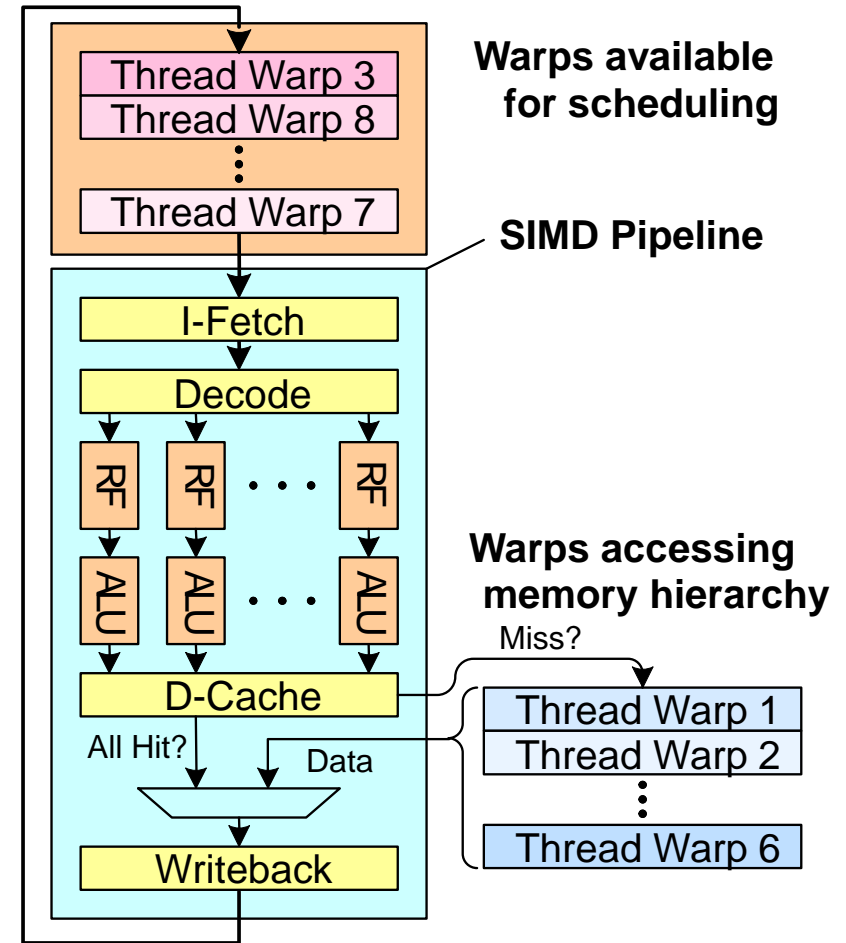 Thread Warp 3
Thread Warp 8
Thread Warp 7
Warps available
for scheduling
SIMD Pipeline
I-Fetch
Decode
RF RF RF
ALU ALU ALU
D-Cache
Warps accessing
memory hierarchy
Miss?
All Hit?
Data
Thread Warp 1
Thread Warp 2
Thread Warp 6
Writeback